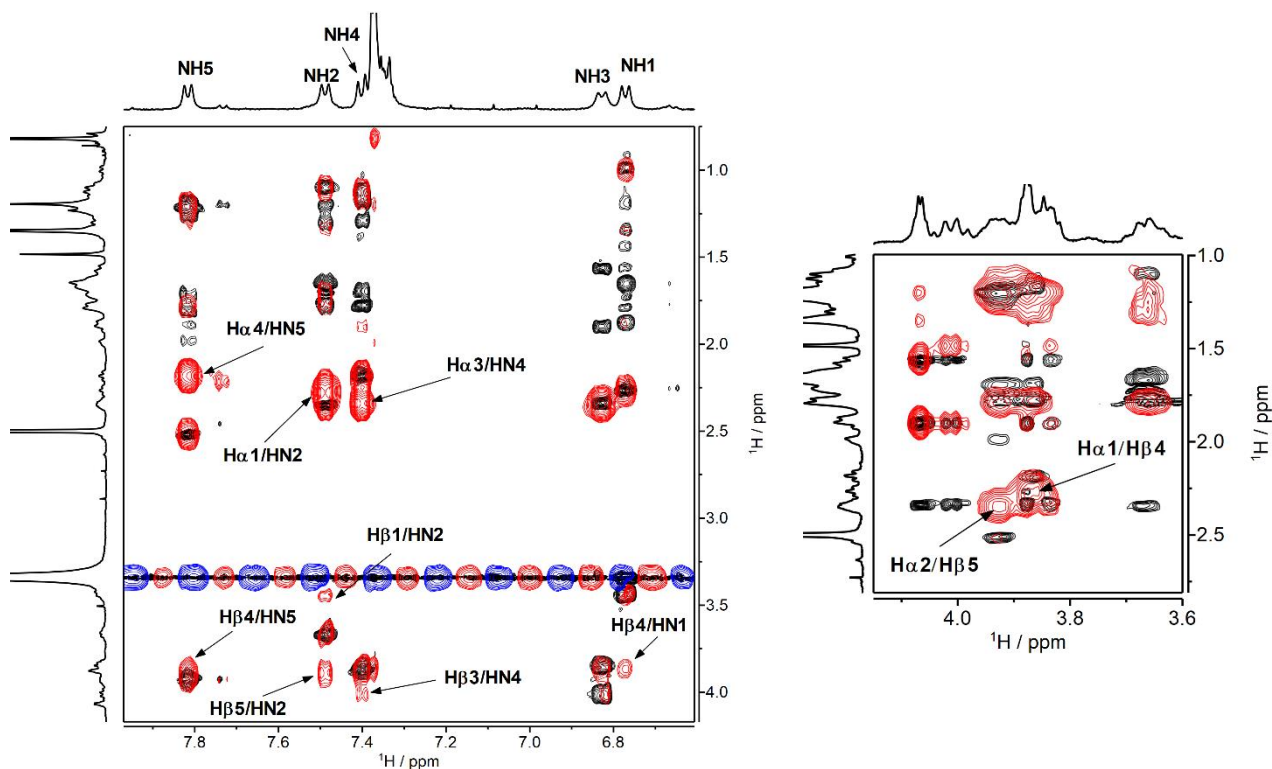 NH5
NH2
NH4
NH3
NH1
1.0
1.5
2.0
2.5
3.0
3.5
4.0
¹H / ppm
Hα4/HN5
Hα3/HN4
Hα1/HN2
Hβ1/HN2
Hβ4/HN5
Hβ4/HN1
Hβ5/HN2
Hβ3/HN4
7.8 7.6 7.4 7.2 7.0 6.8
¹H / ppm
1.0
1.5
2.0
2.5
¹H / ppm
Hα1/Hβ4
Hα2/Hβ5
4.0 3.8 3.6
¹H / ppm